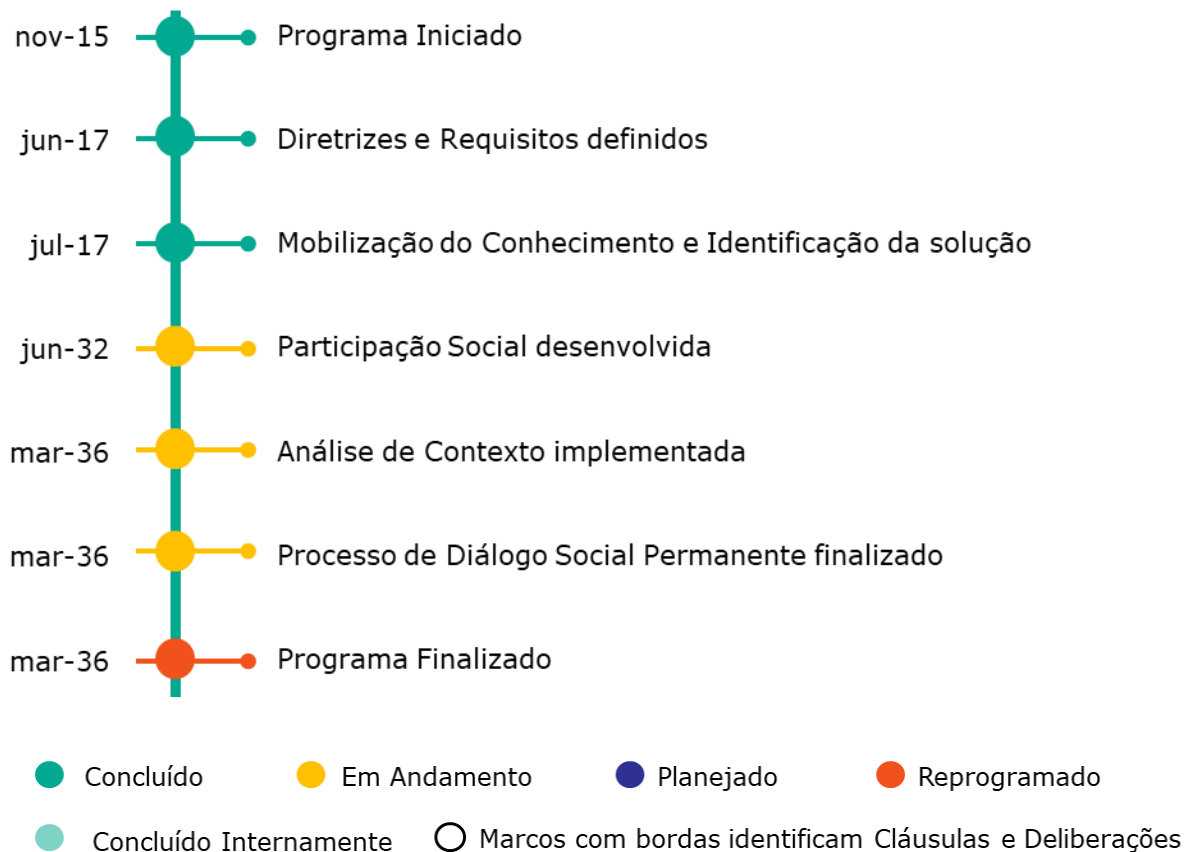 nov-15 Programa Iniciado
jun-17 Diretrizes e Requisitos definidos
jul-17 Mobilização do Conhecimento e Identificação da solução
jun-32 Participação Social desenvolvida
mar-36 Análise de Contexto implementada
mar-36 Processo de Diálogo Social Permanente finalizado
mar-36 Programa Finalizado
Concluído Em Andamento Planejado Reprogramado
Concluído Internamente Marcos com bordas identificam Cláusulas e Deliberações